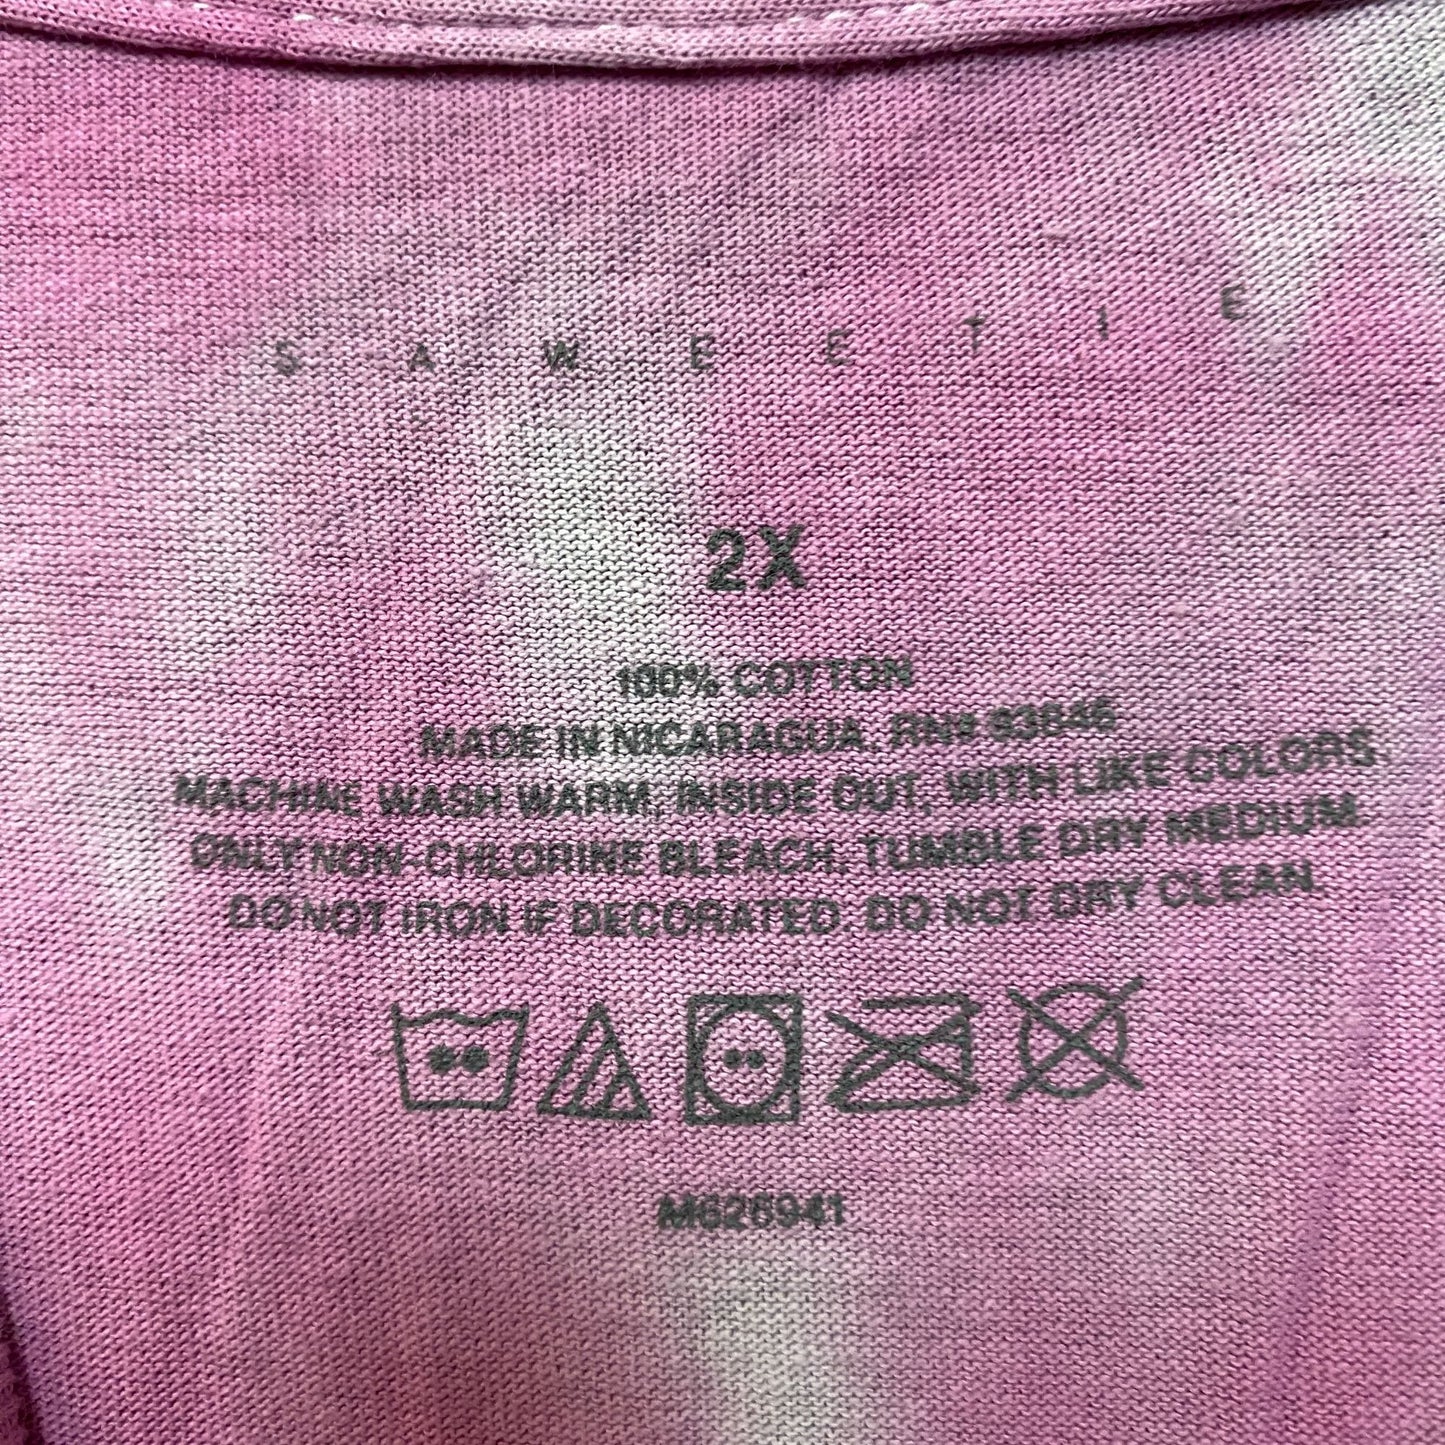 S A W E E T I E
2X
100% COTTON
MADE IN NICARAGUA. RN# 93846
MACHINE WASH WARM, INSIDE OUT, WITH LIKE COLORS
ONLY NON-CHLORINE BLEACH. TUMBLE DRY MEDIUM.
DO NOT IRON IF DECORATED. DO NOT DRY CLEAN.
M626941